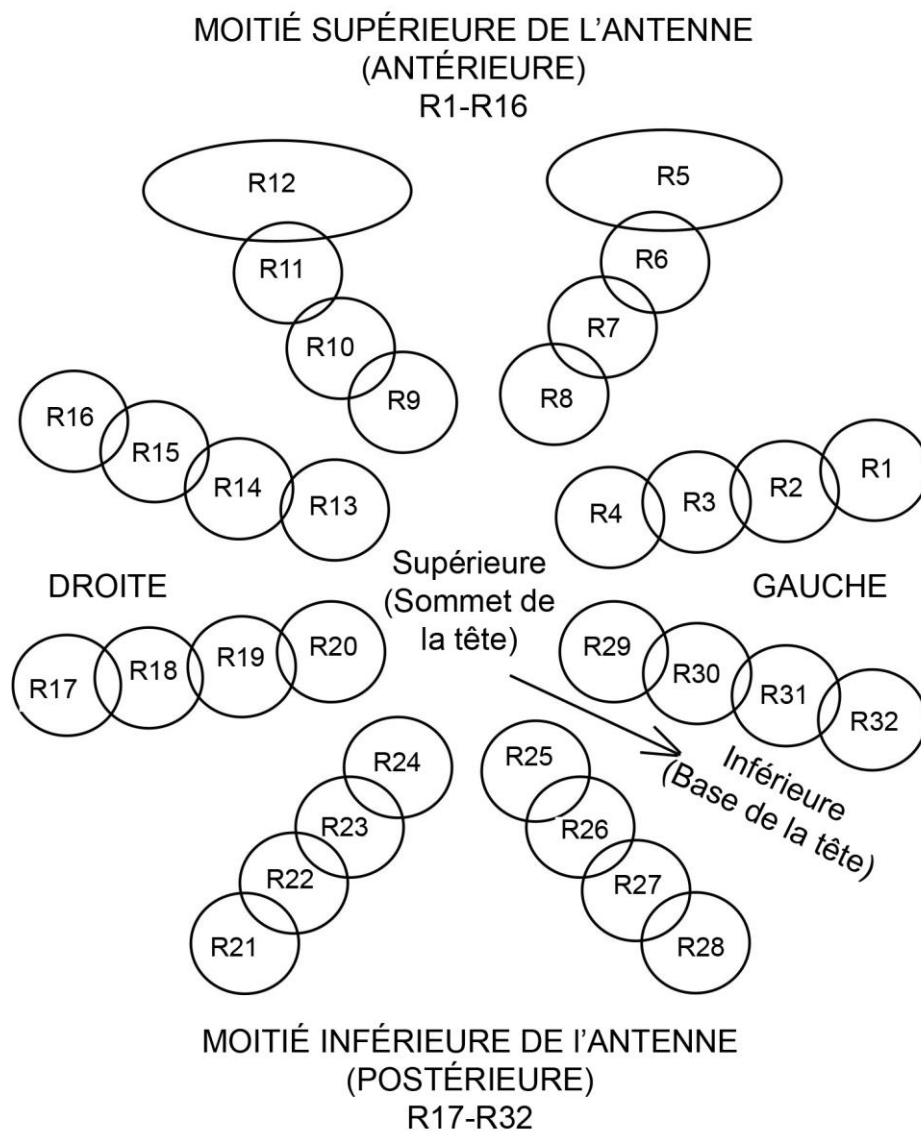 MOITIÉ SUPÉRIEURE DE L'ANTENNE
(ANTÉRIEURE)
R1-R16
R12
R5
R11
R6
R10
R7
R9
R8
R16
R15
R14
R13
R4
R3
R2
R1
DROITE
Supérieure
(Sommet de
la tête)
GAUCHE
R17
R18
R19
R20
R29
R30
R31
R32
Inférieure
(Base de la tête)
R24
R25
R23
R26
R22
R27
R21
R28
MOITIÉ INFÉRIEURE DE l'ANTENNE
(POSTÉRIEURE)
R17-R32